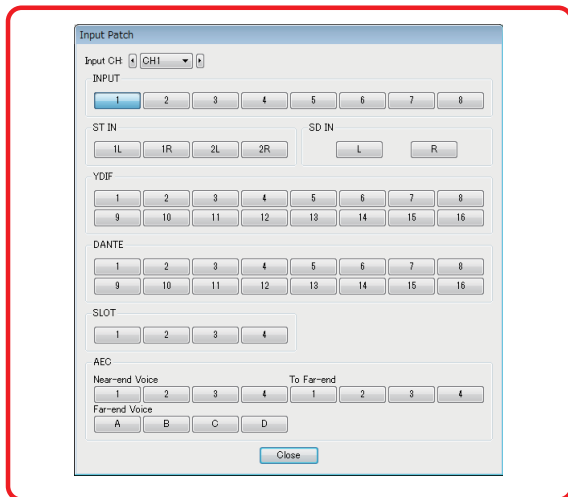 Input Patch
Input CH: CH1
INPUT
1 2 3 4 5 6 7 8
ST IN SD IN
1L 1R 2L 2R L R
YDIF
1 2 3 4 5 6 7 8
9 10 11 12 13 14 15 16
DANTE
1 2 3 4 5 6 7 8
9 10 11 12 13 14 15 16
SLOT
1 2 3 4
AEC
Near-end Voice To Far-end
1 2 3 4 1 2 3 4
Far-end Voice
A B C D
Close